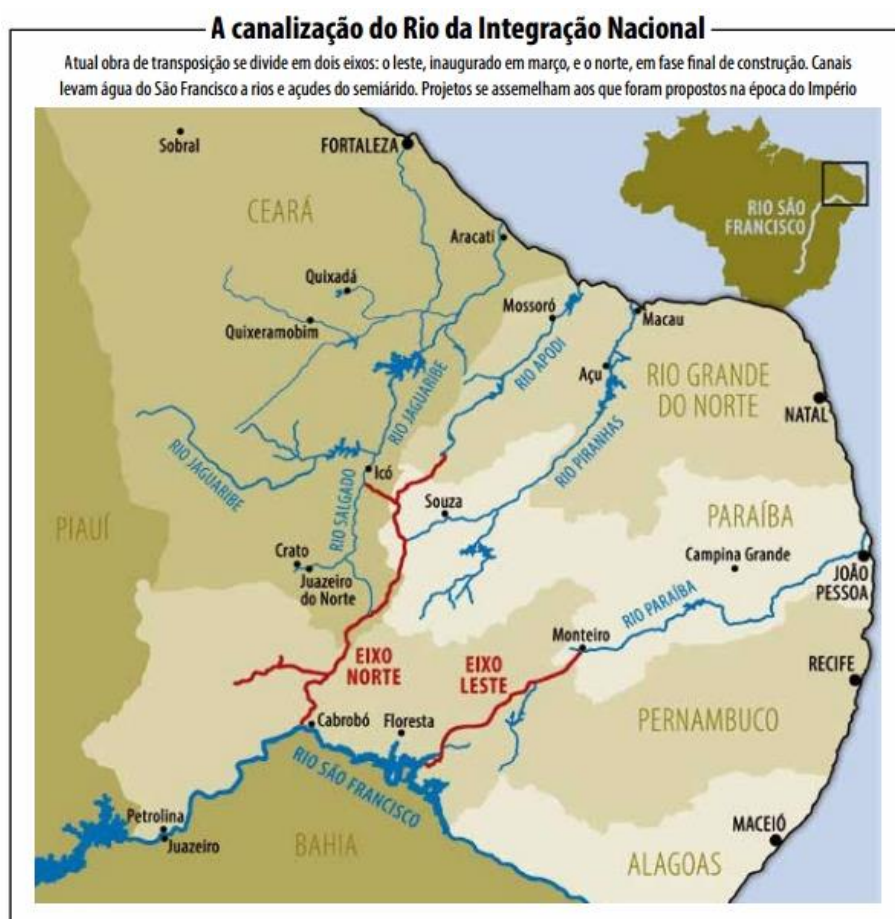 A canalização do Rio da Integração Nacional
Atual obra de transposição se divide em dois eixos: o leste, inaugurado em março, e o norte, em fase final de construção. Canais
levam água do São Francisco a rios e açudes do semiárido. Projetos se assemelham aos que foram propostos na época do Império
Sobral
FORTALEZA
CEARÁ
RIO SÃO
FRANCISCO
Aracati
Quixadá
Mossoró
Macau
Quixeramobim
RIO APODI
Açu
RIO GRANDE
DO NORTE
RIO JAGUARIBE
NATAL
RIO PIRANHAS
RIO JAGUARIBE
Icó
Souza
RIO SALGADO
PARAÍBA
PIAUÍ
Crato
Juazeiro
do Norte
Campina Grande
JOÃO
PESSOA
RIO PARAÍBA
Monteiro
EIXO
NORTE
EIXO
LESTE
RECIFE
Cabrobó
Floresta
PERNAMBUCO
RIO SÃO FRANCISCO
Petrolina
Juazeiro
BAHIA
MACEIÓ
ALAGOAS